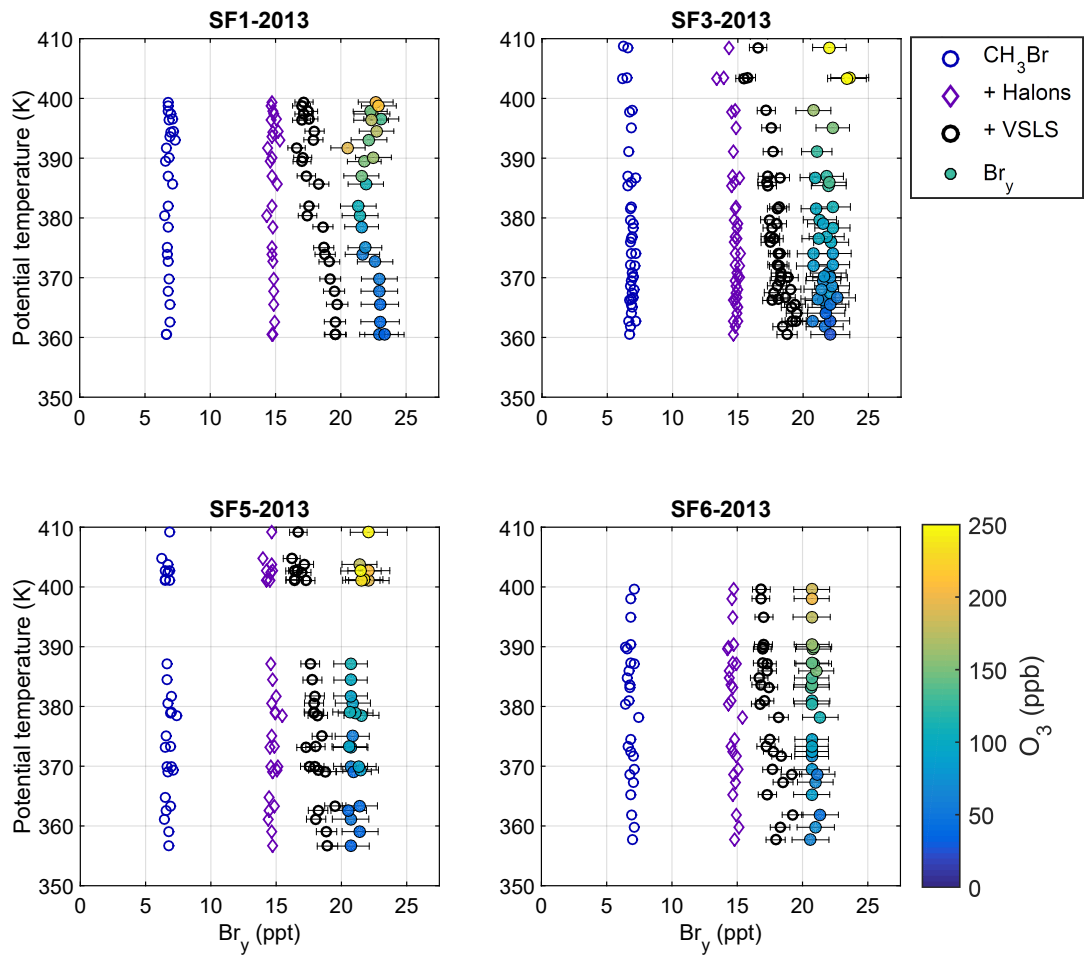 SF1-2013
SF3-2013
410
400
390
380
370
360
350
Potential temperature (K)
0 5 10 15 20 25
410
400
390
380
370
360
350
0 5 10 15 20 25
CH3Br
+ Halons
+ VSLS
Bry
SF5-2013
SF6-2013
410
400
390
380
370
360
350
Potential temperature (K)
0 5 10 15 20 25
Bry (ppt)
410
400
390
380
370
360
350
0 5 10 15 20 25
Bry (ppt)
250
200
150
100
50
0
O3 (ppb)